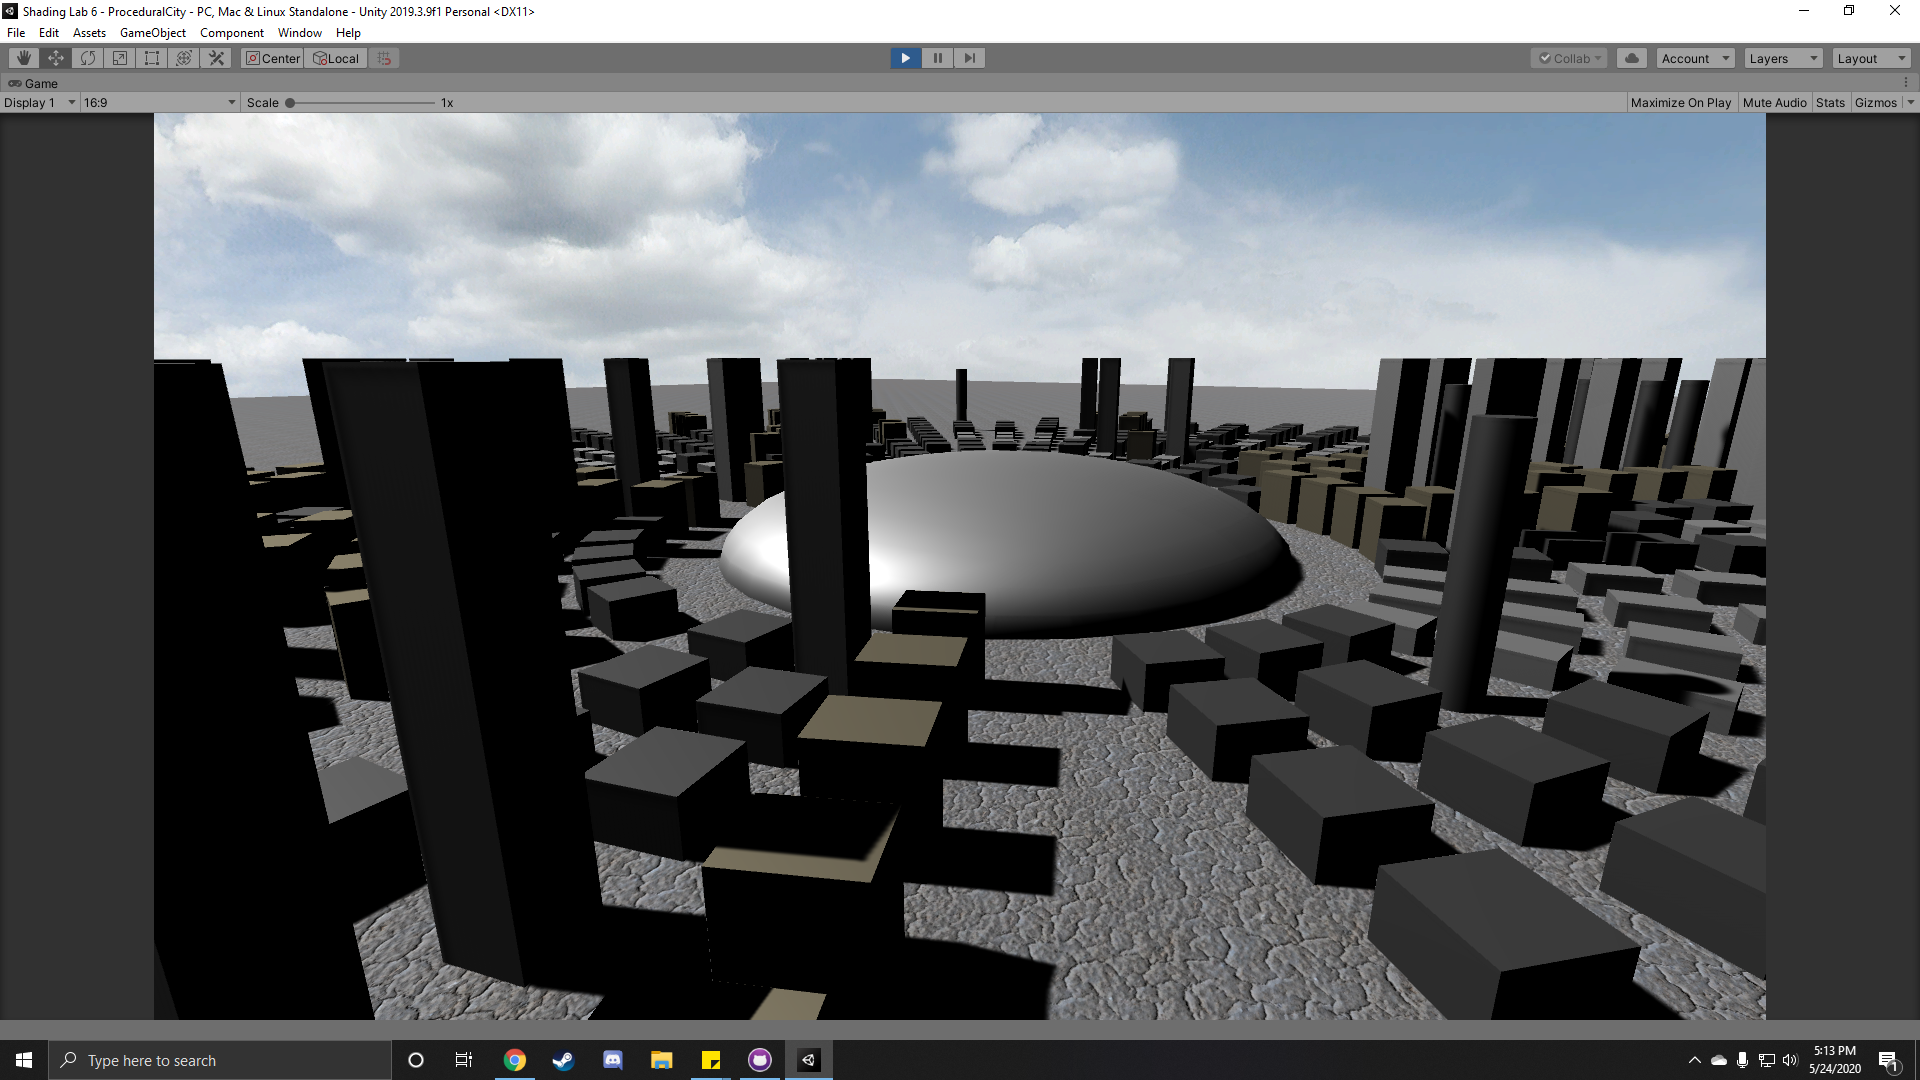 Shading Lab 6 - ProceduralCity - PC, Mac & Linux Standalone - Unity 2019.3.9f1 Personal <DX11>
File Edit Assets GameObject Component Window Help
Center Local Collab Account Layers Layout
Game
Display 1 16:9 Scale 1x Maximize On Play Mute Audio Stats Gizmos
Type here to search
5:13 PM
5/24/2020
1